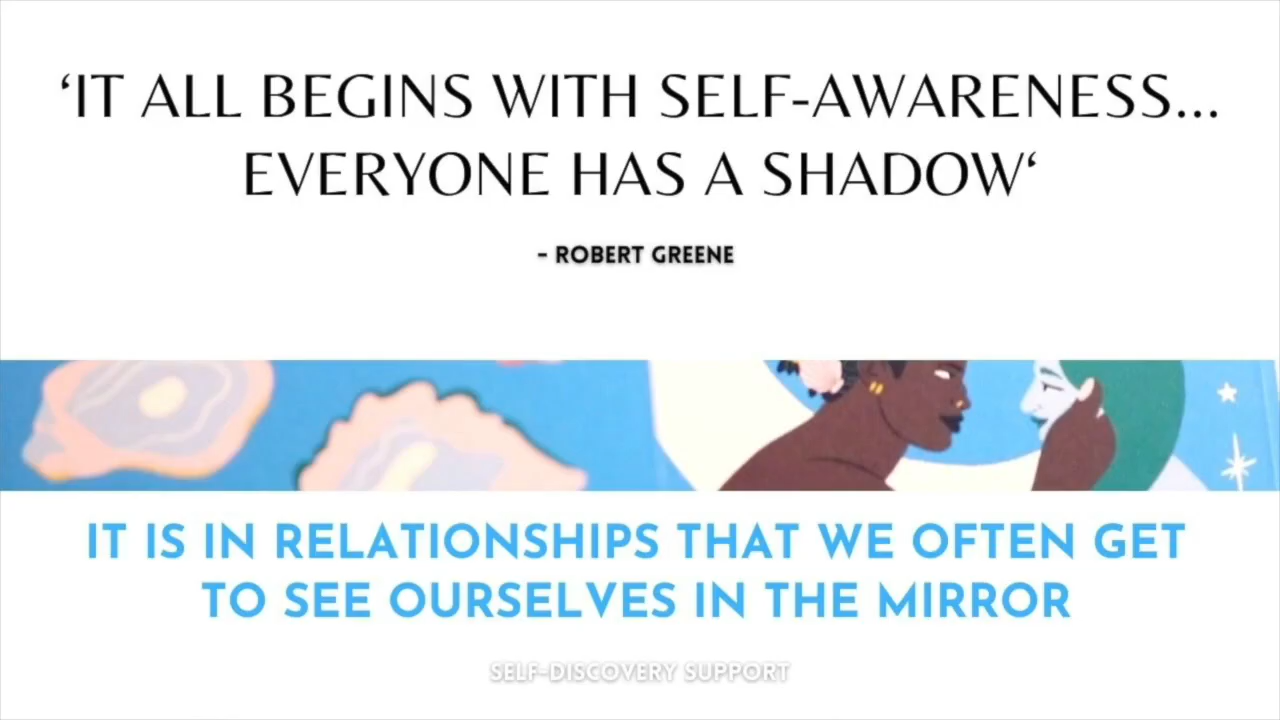 ‘IT ALL BEGINS WITH SELF-AWARENESS...
EVERYONE HAS A SHADOW‘
- ROBERT GREENE
IT IS IN RELATIONSHIPS THAT WE OFTEN GET
TO SEE OURSELVES IN THE MIRROR
SELF-DISCOVERY SUPPORT